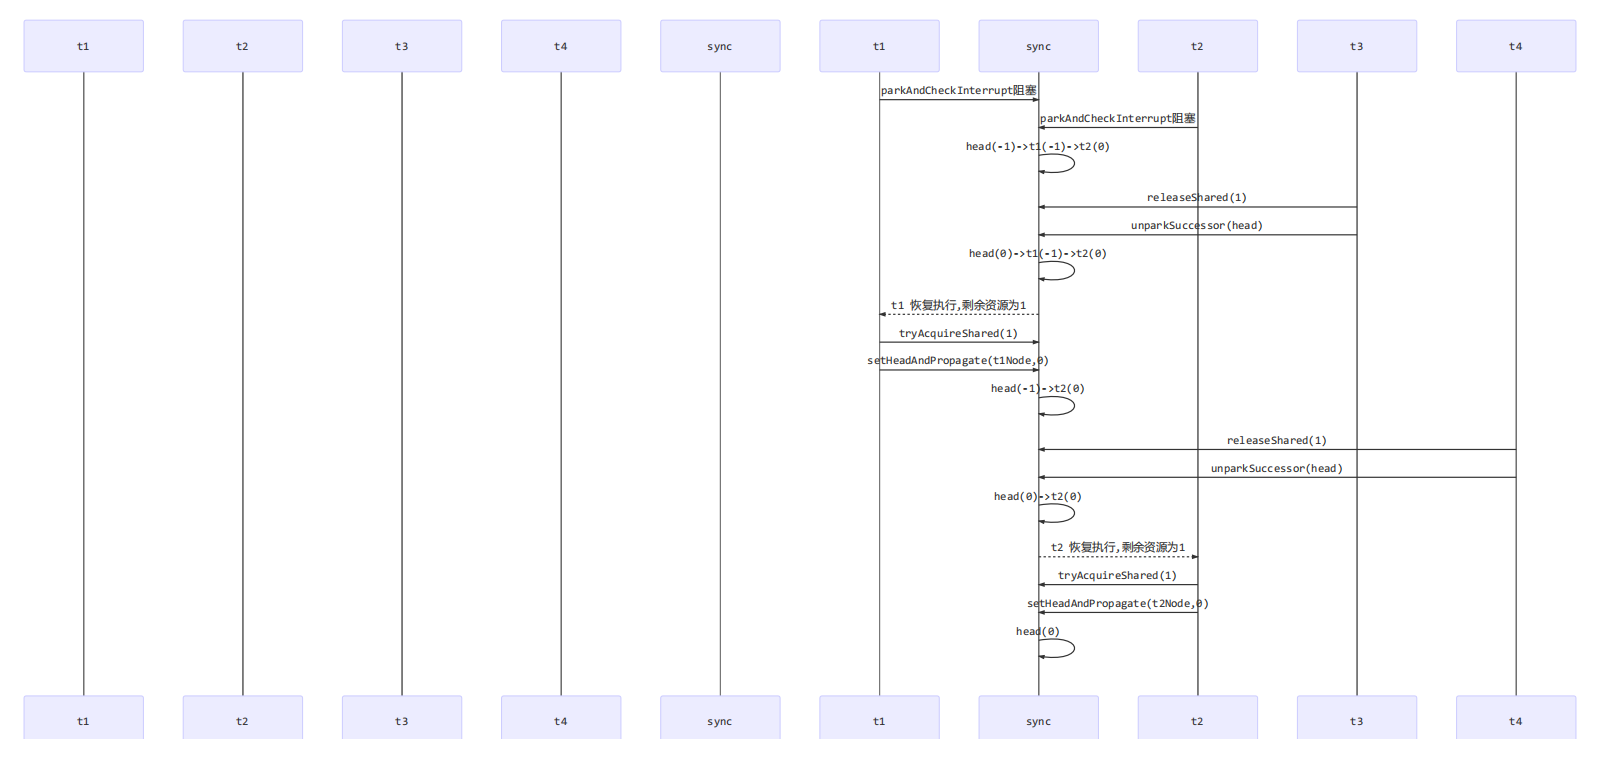 t1 t2 t3 t4 sync t1 sync t2 t3 t4
parkAndCheckInterrupt阻塞
parkAndCheckInterrupt阻塞
head(-1)->t1(-1)->t2(0)
releaseShared(1)
unparkSuccessor(head)
head(0)->t1(-1)->t2(0)
t1 恢复执行,剩余资源为1
tryAcquireShared(1)
setHeadAndPropagate(t1Node,0)
head(-1)->t2(0)
releaseShared(1)
unparkSuccessor(head)
head(0)->t2(0)
t2 恢复执行,剩余资源为1
tryAcquireShared(1)
setHeadAndPropagate(t2Node,0)
head(0)
t1 t2 t3 t4 sync t1 sync t2 t3 t4